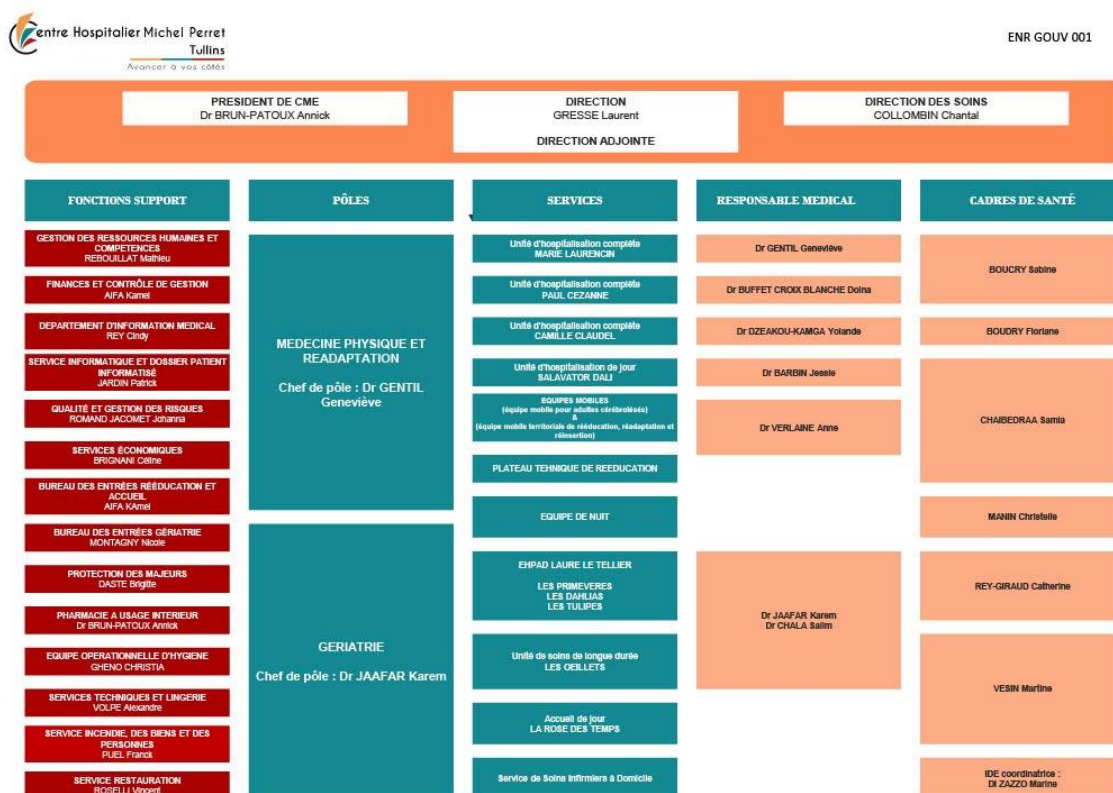 Centre Hospitalier Michel Perret
Tullins
Avancer à vos côtés
ENR GOUV 001
PRESIDENT DE CME
Dr BRUN-PATOUX Annick
DIRECTION
GRESSE Laurent
DIRECTION ADJOINTE
DIRECTION DES SOINS
COLLOMBIN Chantal
FONCTIONS SUPPORT
GESTION DES RESSOURCES HUMAINES ET
COMPETENCES
REBOUILLAT Mathieu
FINANCES ET CONTRÔLE DE GESTION
AIFA Kamel
DEPARTEMENT D'INFORMATION MEDICAL
REY Cindy
SERVICE INFORMATIQUE ET DOSSIER PATIENT
INFORMATISÉ
JARDIN Patrick
QUALITÉ ET GESTION DES RISQUES
ROMAND JACOMET Johanna
SERVICES ÉCONOMIQUES
BRIGNANI Céline
BUREAU DES ENTRÉES RÉÉDUCATION ET
ACCUEIL
AIFA KAmel
BUREAU DES ENTRÉES GÉRIATRIE
MONTAGNY Nicole
PROTECTION DES MAJEURS
DASTE Brigitte
PHARMACIE A USAGE INTERIEUR
Dr BRUN-PATOUX Annick
EQUIPE OPERATIONNELLE D'HYGIENE
GHENO CHRISTIA
SERVICES TECHNIQUES ET LINGERIE
VOLPE Alexandre
SERVICE INCENDIE, DES BIENS ET DES
PERSONNES
PUEL Franck
SERVICE RESTAURATION
ROSELLI Vincent
PÔLES
MEDECINE PHYSIQUE ET
READAPTATION
Chef de pôle : Dr GENTIL
Geneviève
GERIATRIE
Chef de pôle : Dr JAAFAR Karem
SERVICES
Unité d'hospitalisation complète
MARIE LAURENCIN
Unité d'hospitalisation complète
PAUL CEZANNE
Unité d'hospitalisation complète
CAMILLE CLAUDEL
Unité d'hospitalisation de jour
SALAVATOR DALI
EQUIPES MOBILES
(équipe mobile pour adultes cérébrolésés)
&
(équipe mobile territoriale de rééducation, réadaptation et
réinsertion)
PLATEAU TEHNIQUE DE REEDUCATION
EQUIPE DE NUIT
EHPAD LAURE LE TELLIER
LES PRIMEVERES
LES DAHLIAS
LES TULIPES
Unité de soins de longue durée
LES OEILLETS
Accueil de jour
LA ROSE DES TEMPS
Service de Soins Infirmiers à Domicile
RESPONSABLE MEDICAL
Dr GENTIL Geneviève
Dr BUFFET CROIX BLANCHE Doina
Dr DZEAKOU-KAMGA Yolande
Dr BARBIN Jessie
Dr VERLAINE Anne
Dr JAAFAR Karem
Dr CHALA Salim
CADRES DE SANTÉ
BOUCRY Sabine
BOUDRY Floriane
CHAIBEDRAA Samia
MANIN Christelle
REY-GIRAUD Catherine
VESIN Martine
IDE coordinatrice :
DI ZAZZO Marine